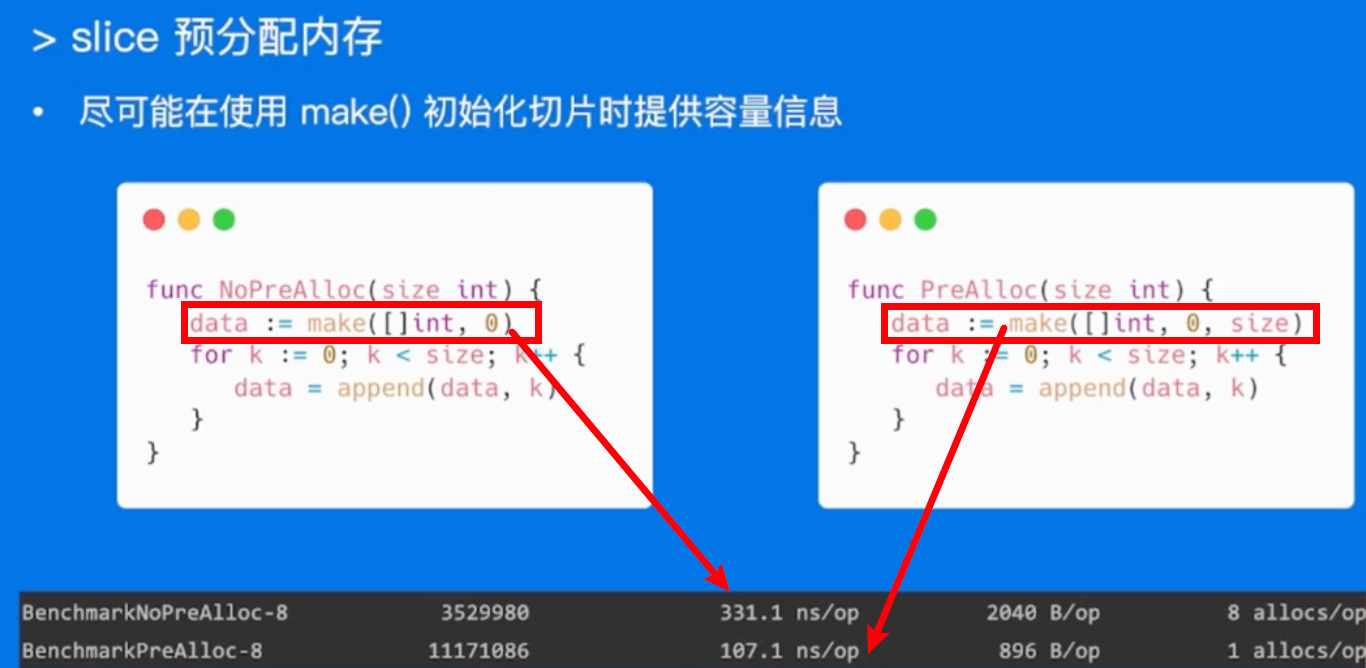 > slice 预分配内存
• 尽可能在使用 make() 初始化切片时提供容量信息
func NoPreAlloc(size int) {
data := make([]int, 0)
for k := 0; k < size; k++ {
data = append(data, k)
}
}
func PreAlloc(size int) {
data := make([]int, 0, size)
for k := 0; k < size; k++ {
data = append(data, k)
}
}
BenchmarkNoPreAlloc-8 3529980 331.1 ns/op 2040 B/op 8 allocs/op
BenchmarkPreAlloc-8 11171086 107.1 ns/op 896 B/op 1 allocs/op